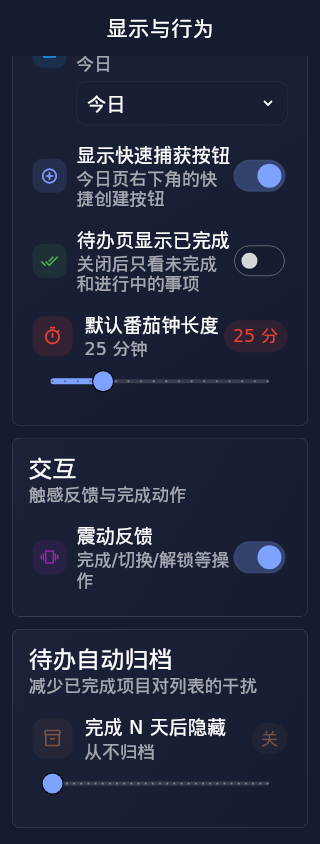 显示与行为
今日
今日
显示快速捕获按钮
今日页右下角的快
捷创建按钮
待办页显示已完成
关闭后只看未完成
和进行中的事项
默认番茄钟长度
25 分钟
25 分
交互
触感反馈与完成动作
震动反馈
完成/切换/解锁等操
作
待办自动归档
减少已完成项目对列表的干扰
完成 N 天后隐藏
从不归档
关